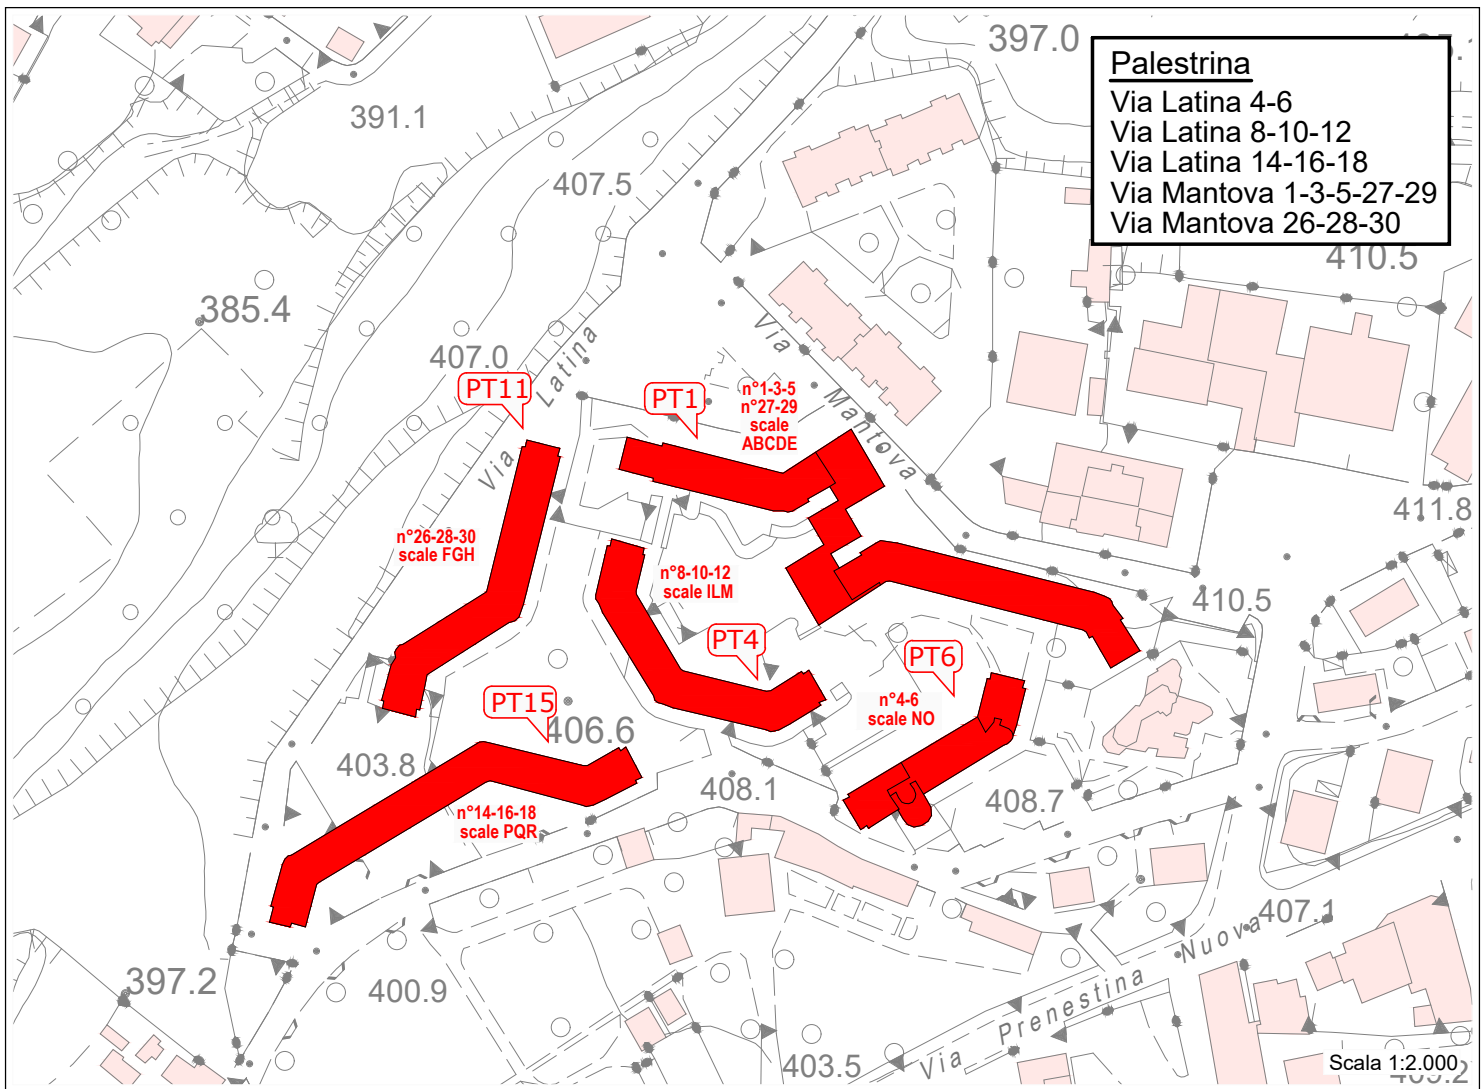 397.0
Palestrina
Via Latina 4-6
Via Latina 8-10-12
Via Latina 14-16-18
Via Mantova 1-3-5-27-29
Via Mantova 26-28-30
391.1
407.5
410.5
385.4
407.0
Via Latina
Via Mantova
PT11
PT1
n°1-3-5
n°27-29
scale
ABCDE
411.8
n°26-28-30
scale FGH
n°8-10-12
scale ILM
410.5
PT4
PT6
n°4-6
scale NO
PT15
406.6
403.8
408.1
408.7
n°14-16-18
scale PQR
407.1
397.2
400.9
Via Prenestina Nuova
403.5
Scala 1:2.000